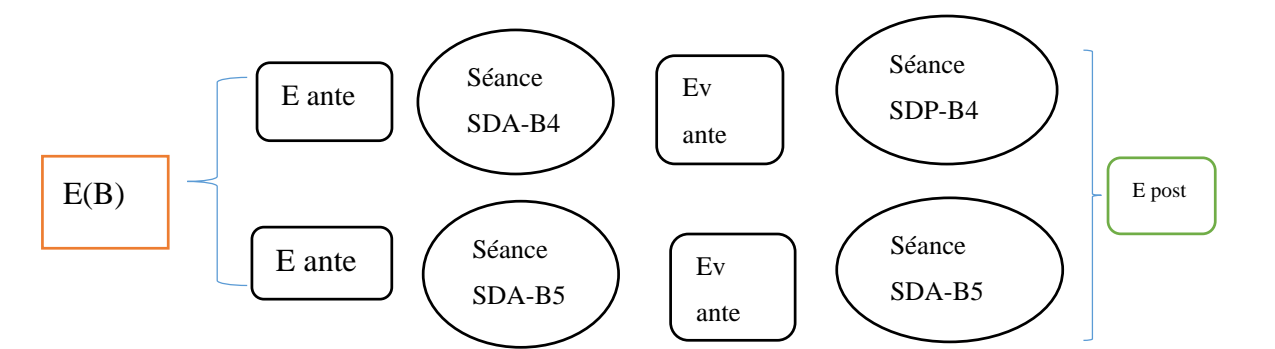 E(B)
E ante
Séance
SDA-B4
Ev
ante
Séance
SDP-B4
E ante
Séance
SDA-B5
Ev
ante
Séance
SDA-B5
E post